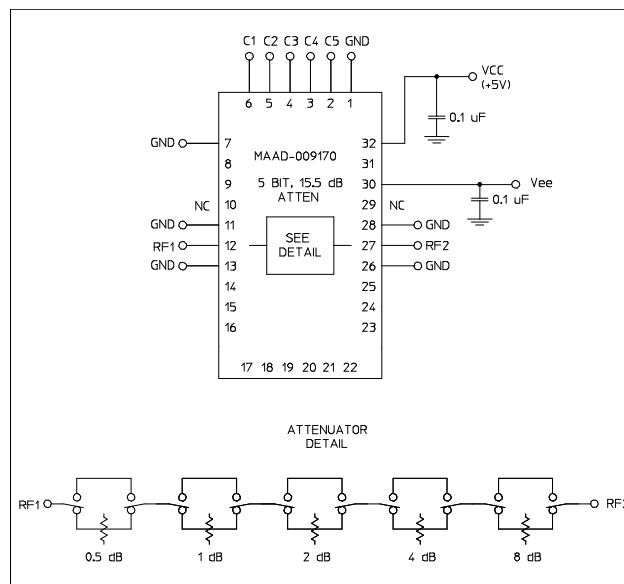 C1 C2 C3 C4 C5 GND
VCC
(+5V)
6 5 4 3 2 1
0.1 uF
GND 7 32
MAAD-009170
8 31
5 BIT, 15.5 dB
ATTEN
9 30 Vee
0.1 uF
NC 10 29 NC
GND 11 28 GND
RF1 12 27 RF2
SEE
DETAIL
GND 13 26 GND
14 25
15 24
16 23
17 18 19 20 21 22
ATTENUATOR
DETAIL
RF1 RF2
0.5 dB 1 dB 2 dB 4 dB 8 dB